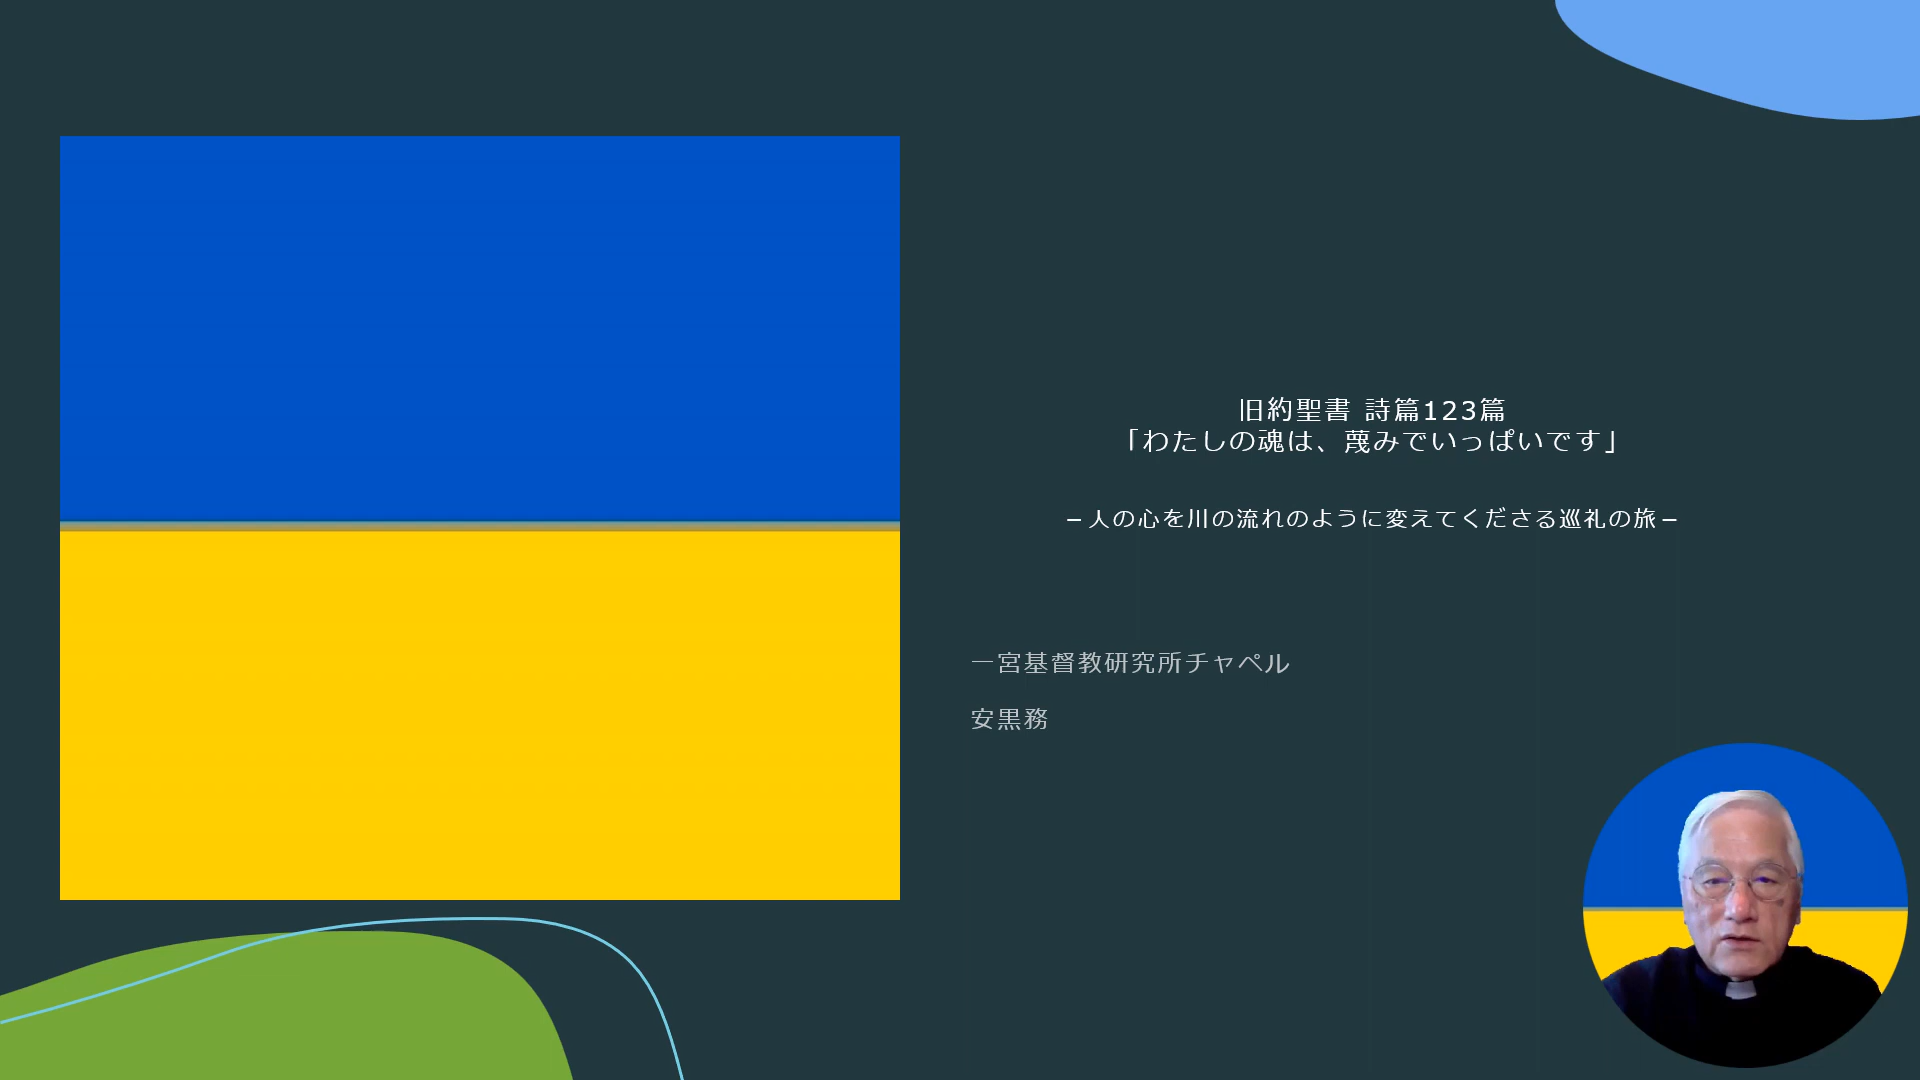 旧約聖書 詩篇123篇
「わたしの魂は、蔑みでいっぱいです」
–人の心を川の流れのように変えてくださる巡礼の旅–
一宮基督教研究所チャペル
安黒務